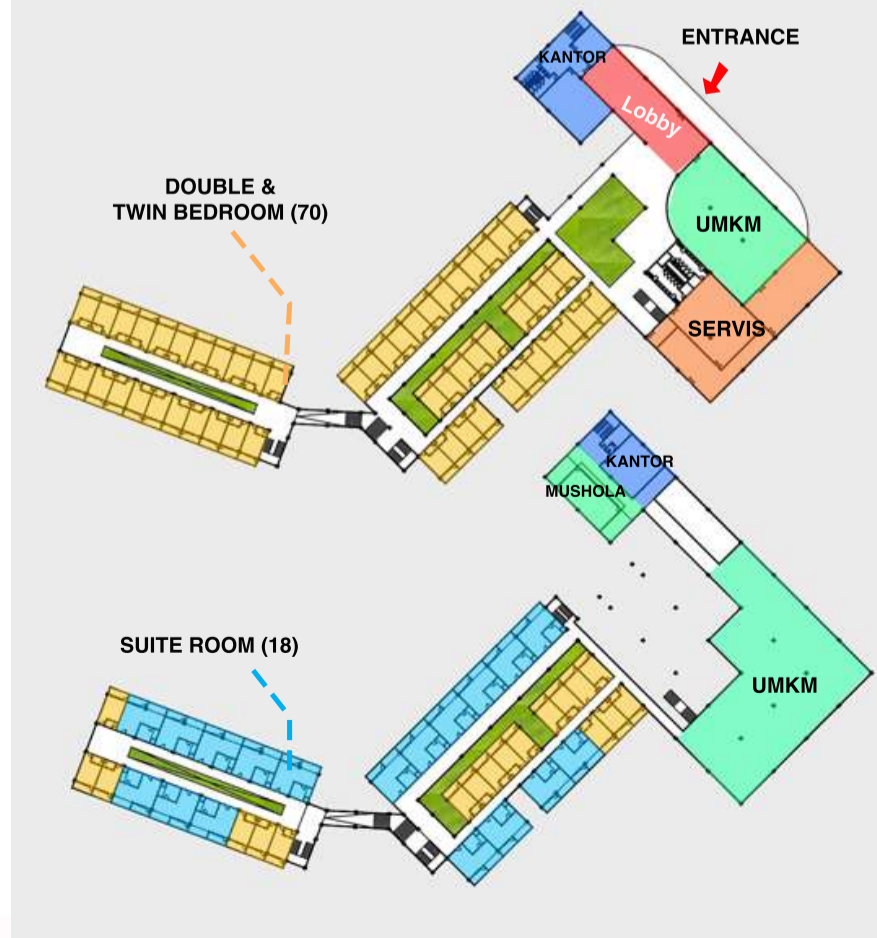 ENTRANCE
KANTOR
Lobby
DOUBLE &
TWIN BEDROOM (70)
UMKM
SERVIS
KANTOR
MUSHOLA
SUITE ROOM (18)
UMKM